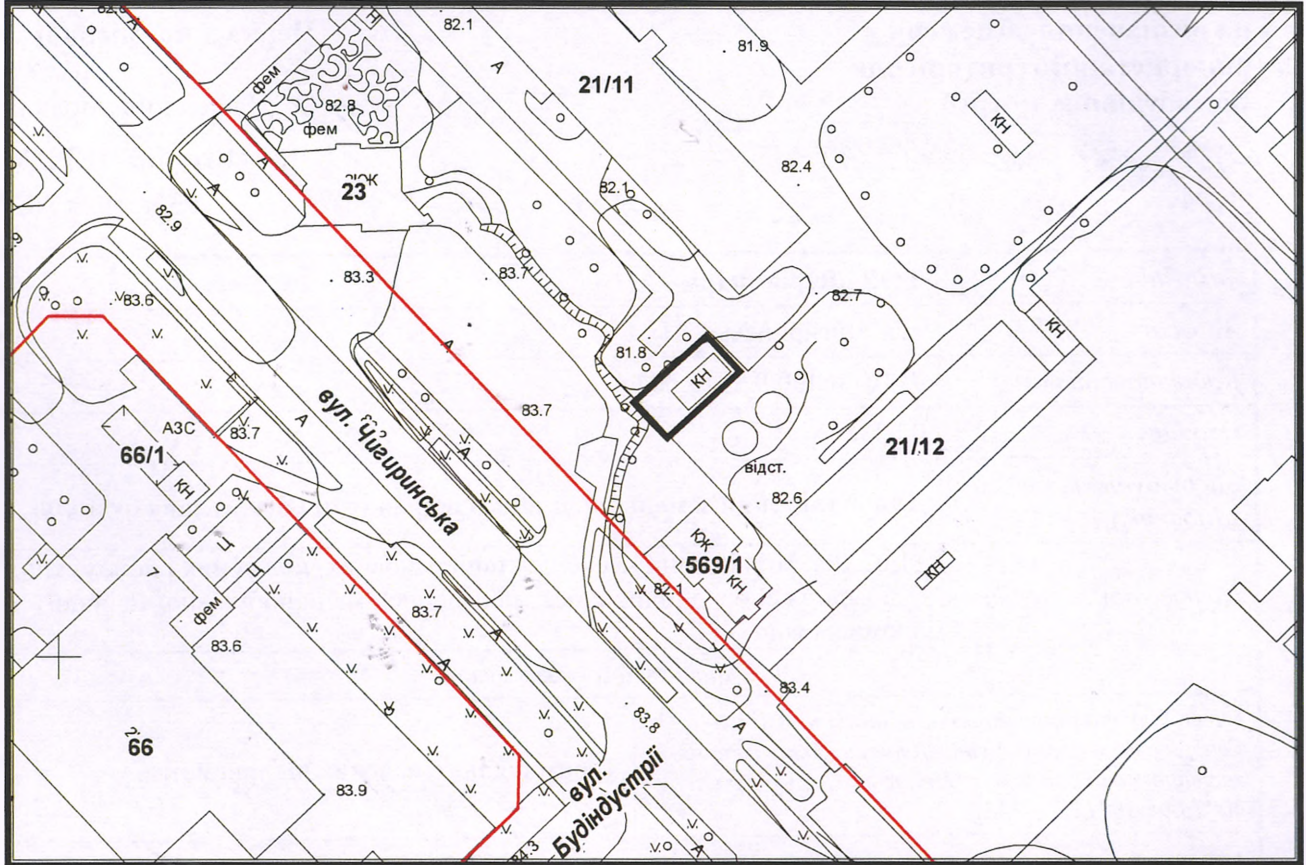 82.1
А
81.9
21/11
фем
82.8
фем
КН
82.4
А
А
23
82.1
82.9
83.3
83.7
82.7
83.6
А
81.8
КН
КН
83.7
АЗС
66/1
83.7
А
вул. Чигиринська
А
21/12
КН
відст.
82.6
Ц
Ц
КЖ
569/1
КН
КН
82.1
фем
83.6
83.7
А
А
83.4
66
83.8
А
83.9
вул.
Будіндустрії
84.3
А